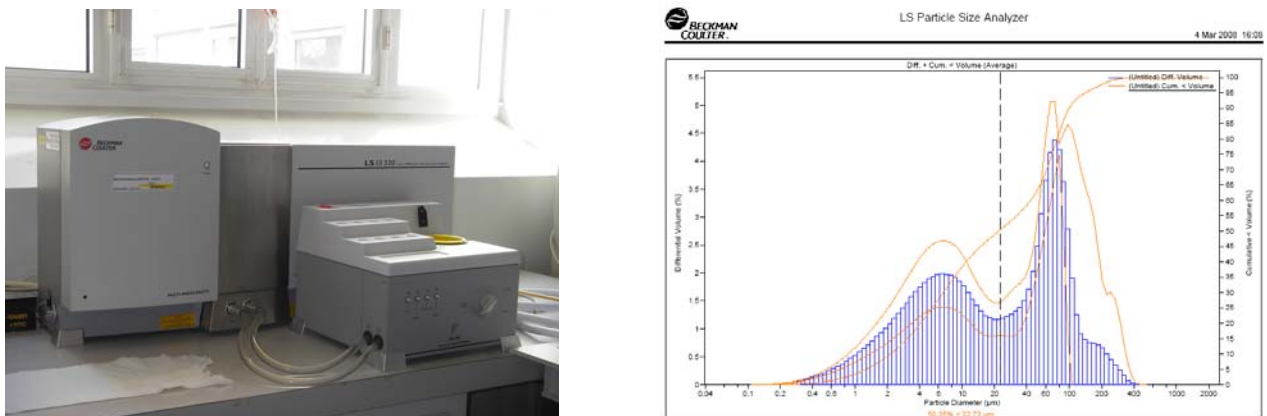 BECKMAN
COULTER
LS 13 320
BECKMAN
COULTER
LS Particle Size Analyzer
4 Mar 2008 16:08
Diff. + Cum. < Volume (Average)
(Untitled) Diff. Volume
(Untitled) Cum. < Volume
Differential Volume (%)
5.5
5
4.5
4
3.5
3
2.5
2
1.5
1
0.5
0
Cumulative < Volume (%)
100
95
90
85
80
75
70
65
60
55
50
45
40
35
30
25
20
15
10
5
0
0.04 0.1 0.2 0.4 0.6 1 2 4 6 10 20 40 60 100 200 400 1000 2000
Particle Diameter (µm)